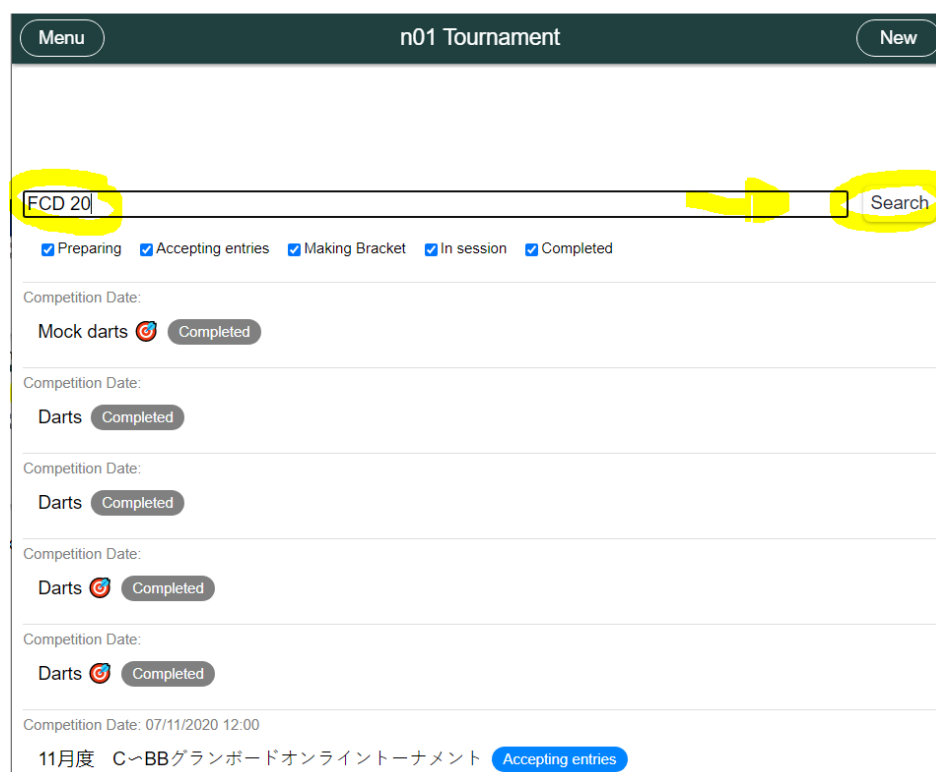 Menu n01 Tournament New
FCD 20 Search
Preparing Accepting entries Making Bracket In session Completed
Competition Date:
Mock darts 🎯 Completed
Competition Date:
Darts Completed
Competition Date:
Darts Completed
Competition Date:
Darts 🎯 Completed
Competition Date:
Darts 🎯 Completed
Competition Date: 07/11/2020 12:00
11月度 C〜BBグランボードオンライントーナメント Accepting entries